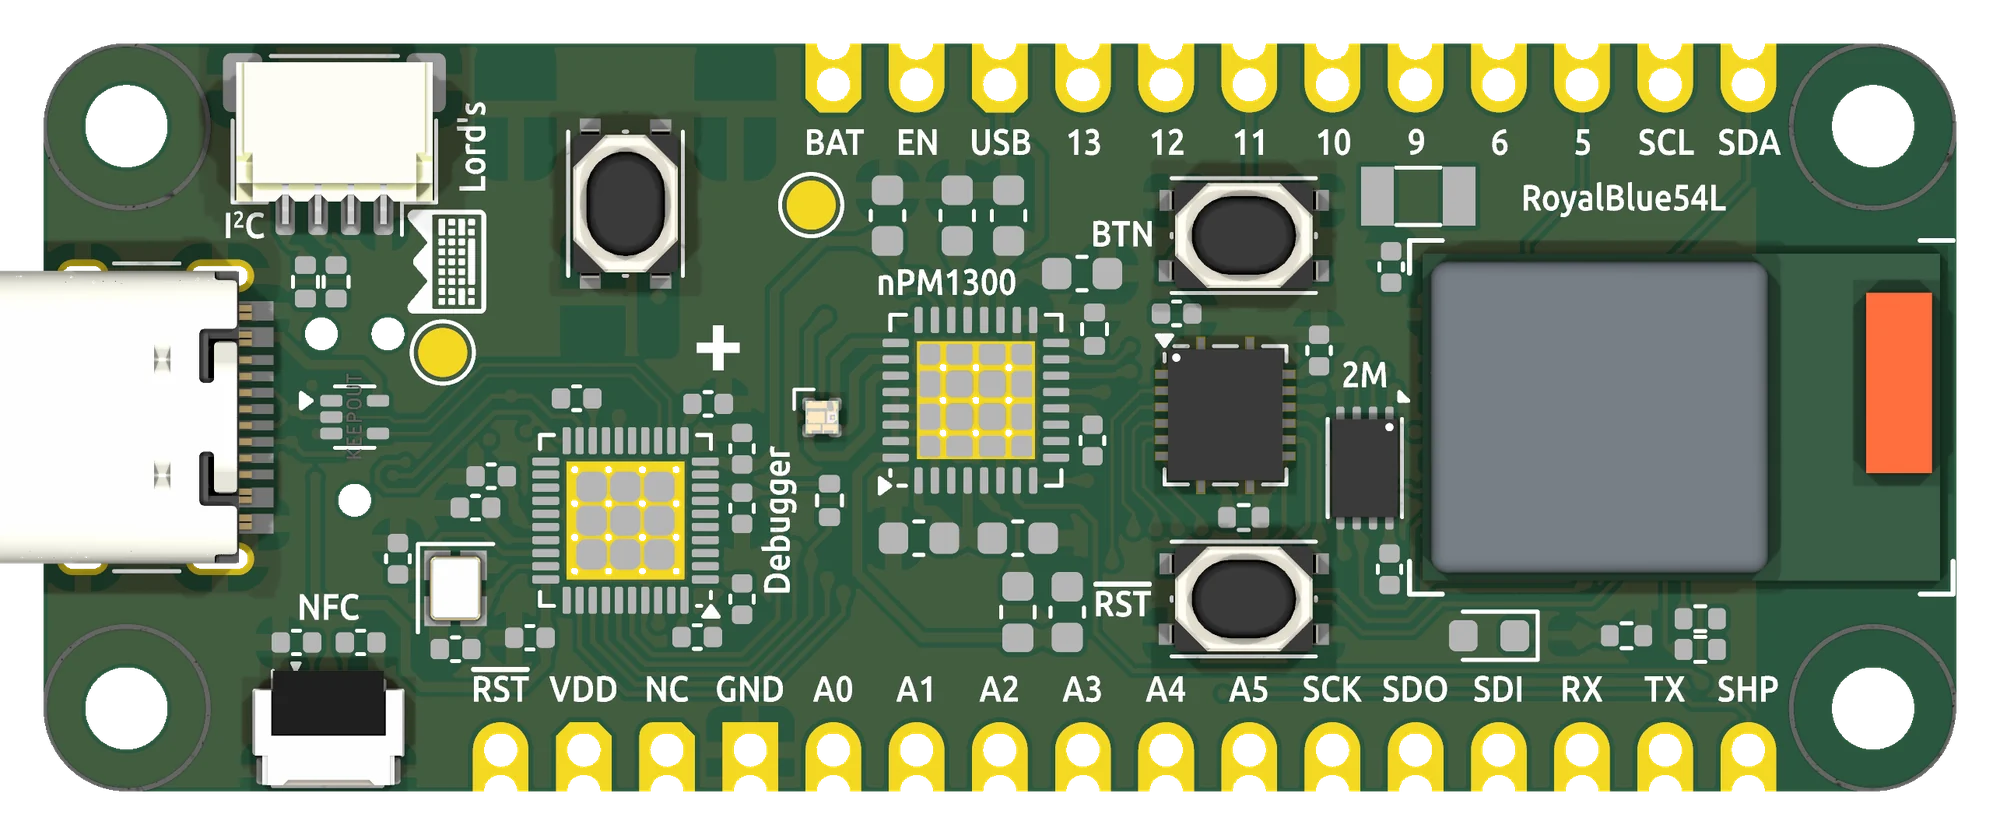 BAT EN USB 13 12 11 10 9 6 5 SCL SDA
Lord's
I²C
RoyalBlue54L
BTN
nPM1300
+
2M
KEEPOUT
Debugger
NFC
RST
RST VDD NC GND A0 A1 A2 A3 A4 A5 SCK SDO SDI RX TX SHP